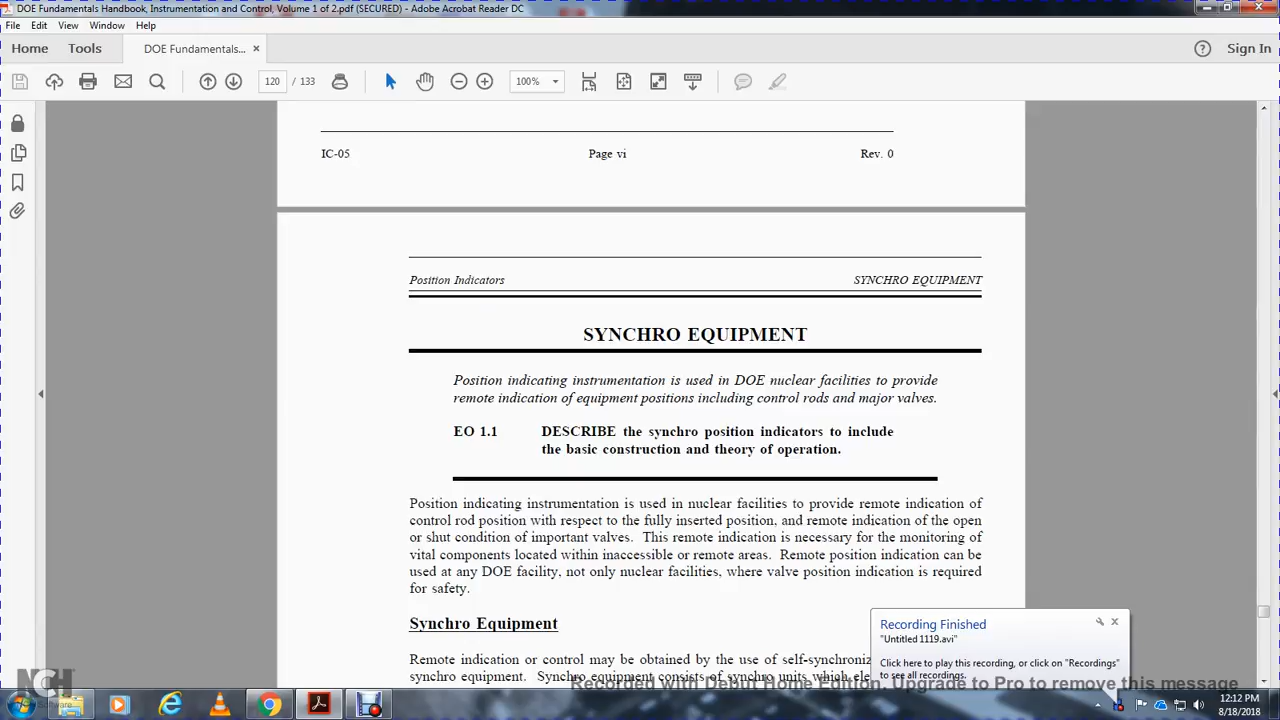 DOE Fundamentals Handbook, Instrumentation and Control, Volume 1 of 2.pdf (SECURED) - Adobe Acrobat Reader DC
File Edit View Window Help
Home Tools DOE Fundamentals... × Sign In
120 / 133 100%
IC-05 Page vi Rev. 0
Position Indicators SYNCHRO EQUIPMENT
SYNCHRO EQUIPMENT
Position indicating instrumentation is used in DOE nuclear facilities to provide
remote indication of equipment positions including control rods and major valves.
EO 1.1 DESCRIBE the synchro position indicators to include
the basic construction and theory of operation.
Position indicating instrumentation is used in nuclear facilities to provide remote indication of
control rod position with respect to the fully inserted position, and remote indication of the open
or shut condition of important valves. This remote indication is necessary for the monitoring of
vital components located within inaccessible or remote areas. Remote position indication can be
used at any DOE facility, not only nuclear facilities, where valve position indication is required
for safety.
Synchro Equipment
Remote indication or control may be obtained by the use of self-synchroniz
synchro equipment. Synchro equipment consists of synchro units which ele
Recording Finished
"Untitled 1119.avi"
Click here to play this recording, or click on "Recordings"
to see all recordings.
Recorded with Debut Home Edition. Upgrade to Pro to remove this message
NCH
Software
12:12 PM
8/18/2018